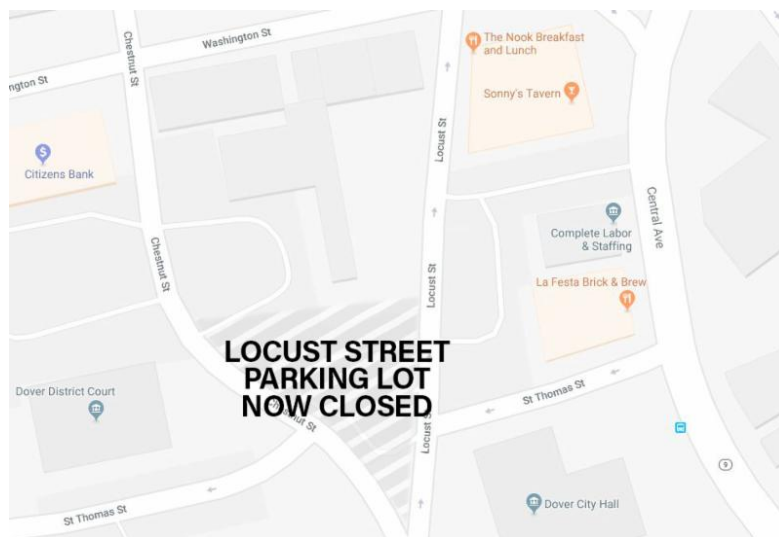 Chestnut St
Washington St
ngton St
The Nook Breakfast
and Lunch
Sonny's Tavern
Locust St
Citizens Bank
Central Ave
Complete Labor
& Staffing
Chestnut St
Locust St
La Festa Brick & Brew
LOCUST STREET
PARKING LOT
NOW CLOSED
Dover District Court
St Thomas St
Chestnut St
Locust St
9
Dover City Hall
St Thomas St